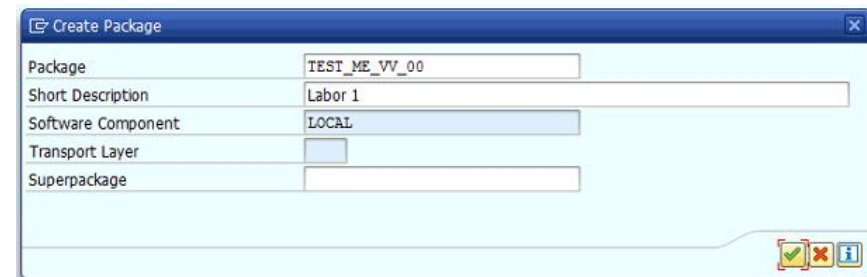 Create Package
Package TEST_ME_VV_00
Short Description Labor 1
Software Component LOCAL
Transport Layer
Superpackage